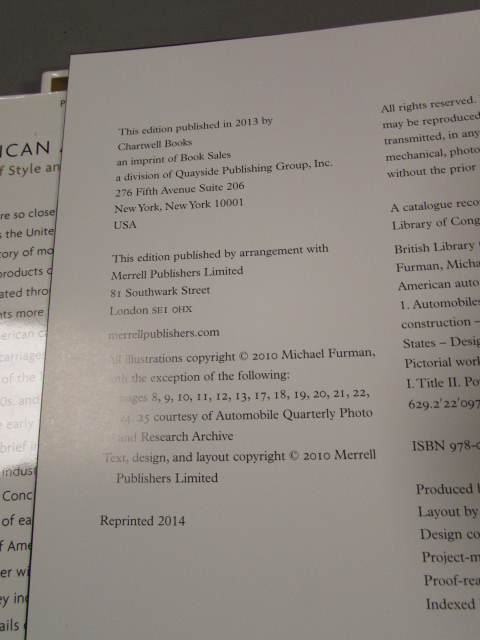 This edition published in 2013 by
Chartwell Books
an imprint of Book Sales
a division of Quayside Publishing Group, Inc.
276 Fifth Avenue Suite 206
New York, New York 10001
USA
This edition published by arrangement with
Merrell Publishers Limited
81 Southwark Street
London SE1 0HX
merrellpublishers.com
All illustrations copyright © 2010 Michael Furman,
with the exception of the following:
pages 8, 9, 10, 11, 12, 13, 17, 18, 19, 20, 21, 22,
24, 25 courtesy of Automobile Quarterly Photo
and Research Archive
Text, design, and layout copyright © 2010 Merrell
Publishers Limited
Reprinted 2014
All rights reserved.
may be reproduced
transmitted, in any
mechanical, photo
without the prior
A catalogue reco
Library of Cong
British Library
Furman, Micha
American auto
1. Automobiles
construction –
States – Desig
Pictorial work
I. Title II. Po
629.2'22'097
ISBN 978-0
Produced b
Layout by
Design co
Project-m
Proof-rea
Indexed
ICAN
f Style an
re so close
s the Unite
tory of mo
products o
ated thro
nts more
erican c
carriage
of the
0s, and
e early
brief in
indust
Conc
of ea
f Ame
er wi
ey inc
ails